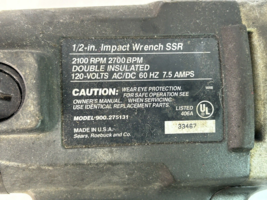 1/2-in. Impact Wrench SSR
2100 RPM 2700 BPM
DOUBLE INSULATED
120-VOLTS AC/DC 60 HZ 7.5 AMPS
CAUTION: WEAR EYE PROTECTION.
FOR SAFE OPERATION SEE
OWNER'S MANUAL. WHEN SERVICING
USE IDENTICAL REPLACEMENT PARTS.
LISTED
496A
UL
MODEL-900.275131
MADE IN U.S.A.
Sears, Roebuck and Co.
33467